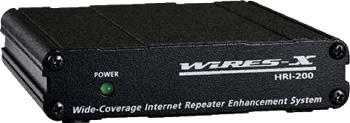 WiRES-X
HRI-200
POWER
Wide-Coverage Internet Repeater Enhancement System